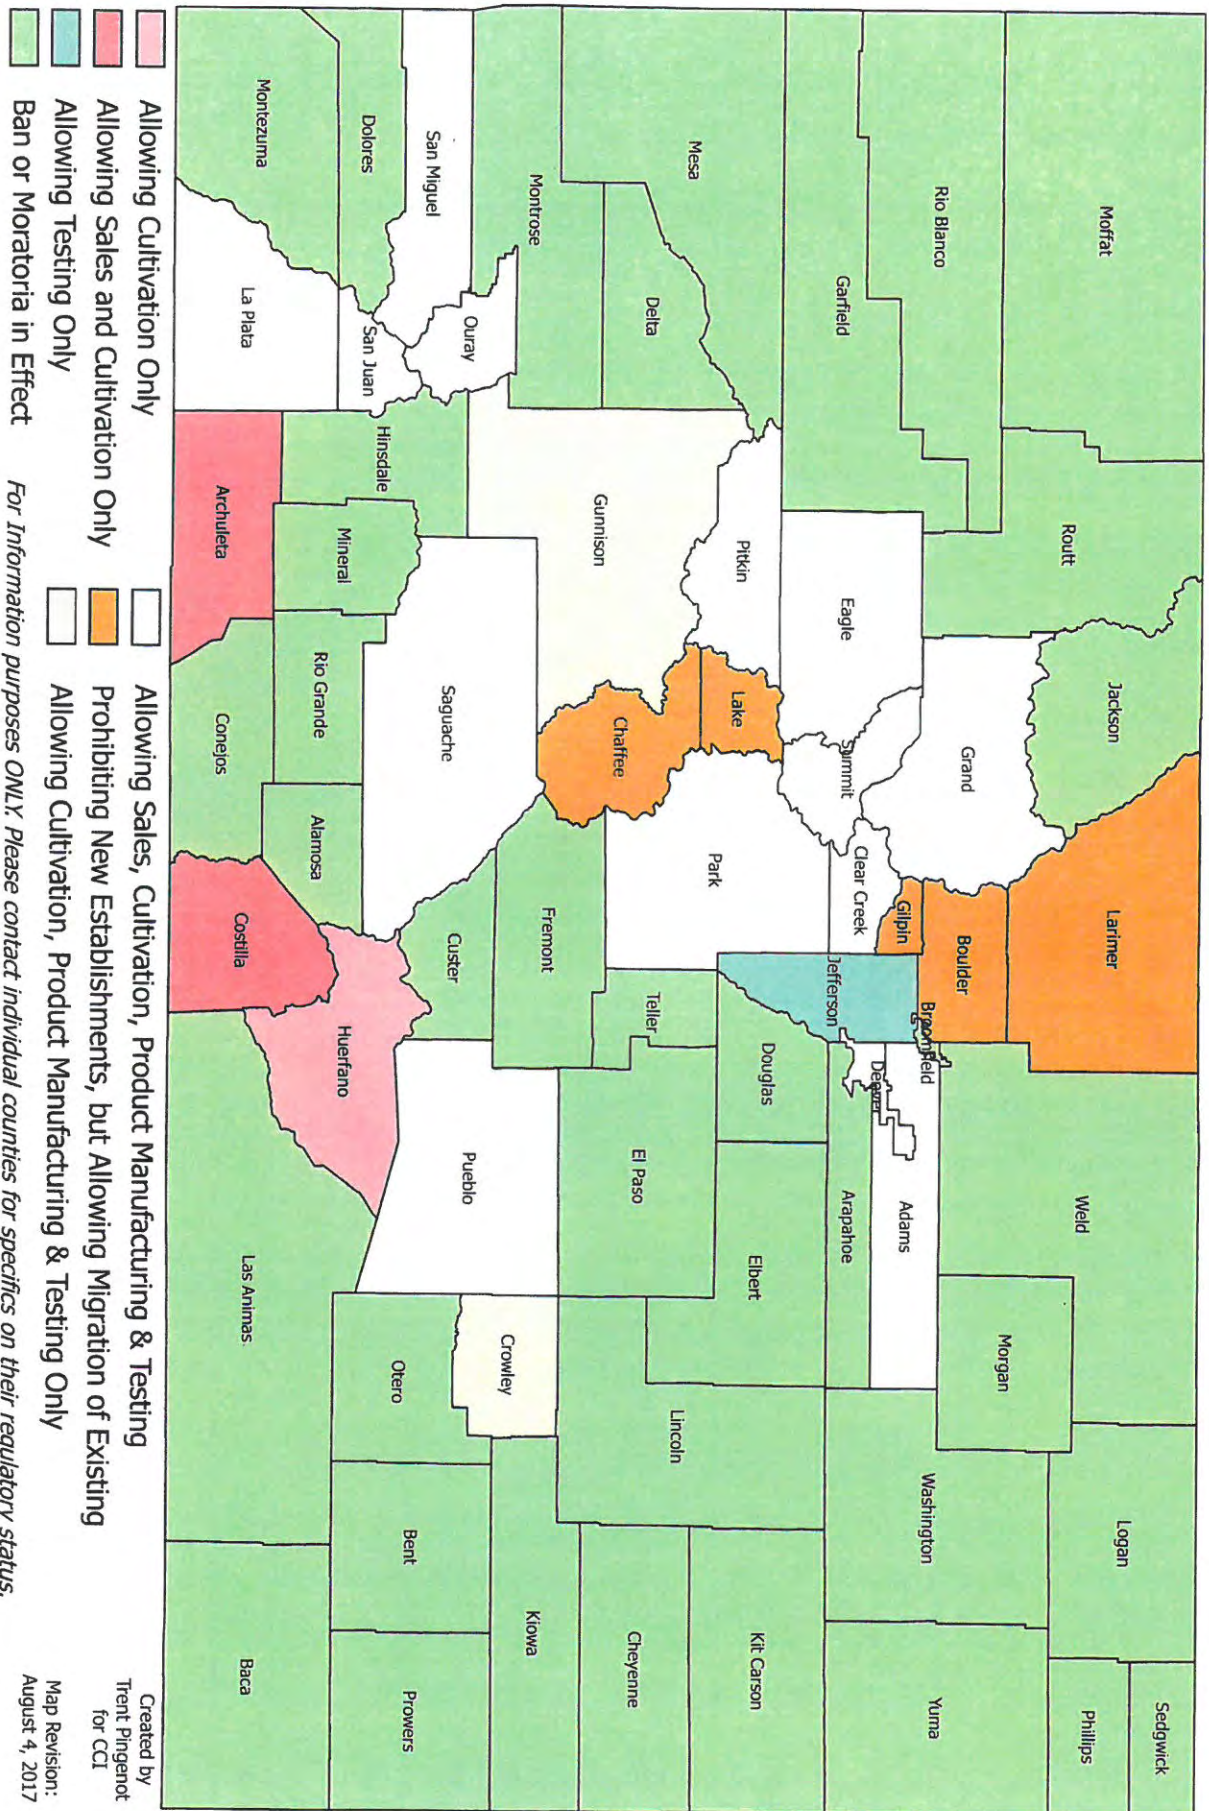 Moffat
Routt
Jackson
Larimer
Weld
Logan
Sedgwick
Phillips
Rio Blanco
Grand
Boulder
Broomfield
Morgan
Washington
Yuma
Garfield
Eagle
Summit
Clear Creek
Gilpin
Jefferson
Denver
Adams
Arapahoe
Mesa
Pitkin
Lake
Park
Douglas
Elbert
Kit Carson
Delta
Gunnison
Chaffee
Teller
El Paso
Lincoln
Cheyenne
Montrose
Ouray
Fremont
Crowley
Kiowa
San Miguel
San Juan
Hinsdale
Saguache
Custer
Pueblo
Otero
Bent
Prowers
Dolores
Mineral
Rio Grande
Alamosa
Huerfano
Montezuma
La Plata
Archuleta
Conejos
Costilla
Las Animas
Baca
Allowing Cultivation Only
Allowing Sales and Cultivation Only
Allowing Testing Only
Ban or Moratoria in Effect
Allowing Sales, Cultivation, Product Manufacturing & Testing
Prohibiting New Establishments, but Allowing Migration of Existing
Allowing Cultivation, Product Manufacturing & Testing Only
For Information purposes ONLY. Please contact individual counties for specifics on their regulatory status.
Created by
Trent Pingenot
for CCI
Map Revision:
August 4, 2017